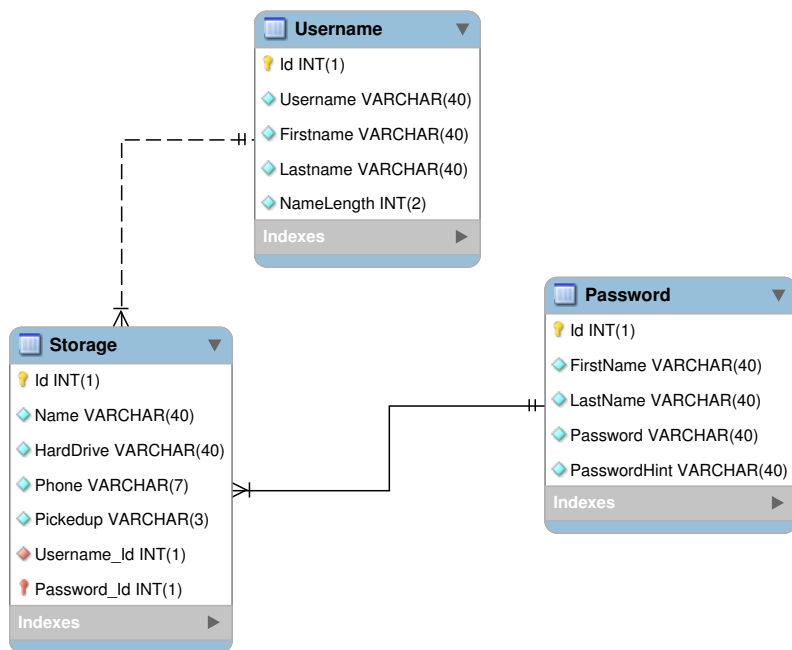 Username
Id INT(1)
Username VARCHAR(40)
Firstname VARCHAR(40)
Lastname VARCHAR(40)
NameLength INT(2)
Indexes
Password
Id INT(1)
FirstName VARCHAR(40)
LastName VARCHAR(40)
Password VARCHAR(40)
PasswordHint VARCHAR(40)
Indexes
Storage
Id INT(1)
Name VARCHAR(40)
HardDrive VARCHAR(40)
Phone VARCHAR(7)
Pickedup VARCHAR(3)
Username_Id INT(1)
Password_Id INT(1)
Indexes